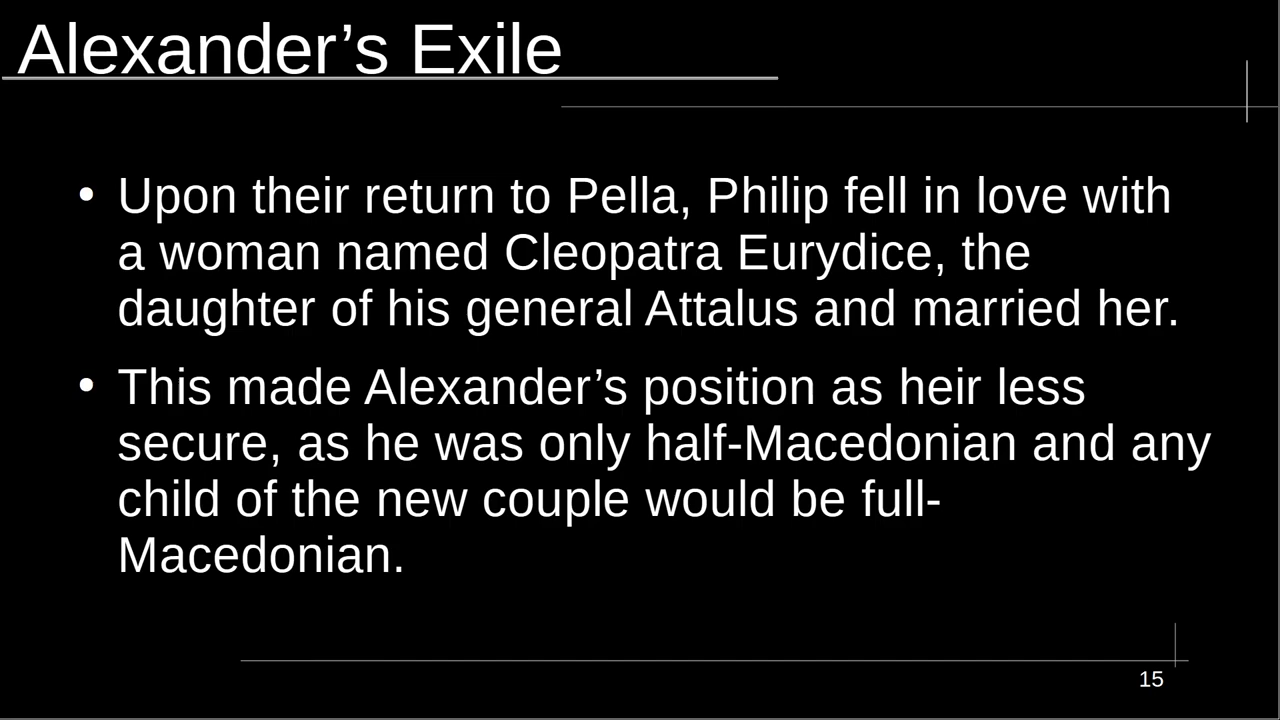 Alexander’s Exile
• Upon their return to Pella, Philip fell in love with
a woman named Cleopatra Eurydice, the
daughter of his general Attalus and married her.
• This made Alexander’s position as heir less
secure, as he was only half-Macedonian and any
child of the new couple would be full-
Macedonian.
15